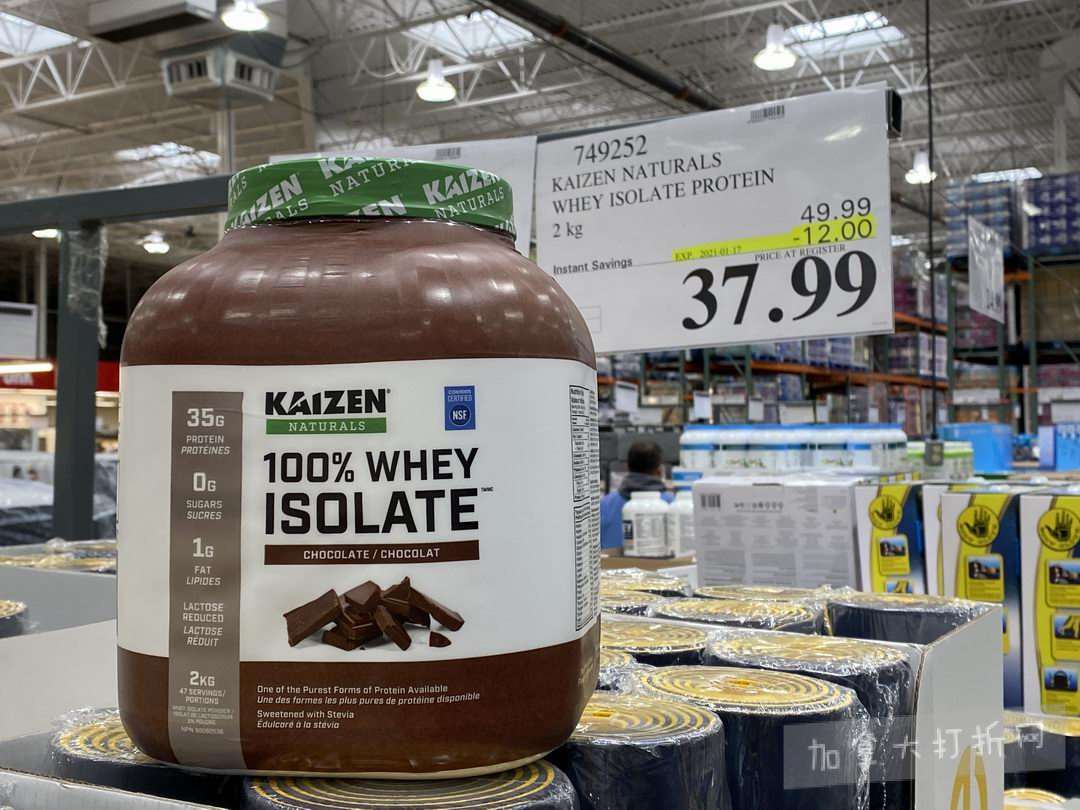 KAIZEN
NATURALS
KAIZEN
NATURALS
749252
KAIZEN NATURALS
WHEY ISOLATE PROTEIN
2 kg
49.99
-12.00
EXP. 2021-01-17
PRICE AT REGISTER
Instant Savings
37.99
KAIZEN®
NATURALS
NSF
100% WHEY
ISOLATE
CHOCOLATE / CHOCOLAT
35G
PROTEIN
PROTÉINES
0G
SUGARS
SUCRES
1G
FAT
LIPIDES
LACTOSE
REDUCED
LACTOSE
RÉDUIT
2KG
47 SERVINGS/
PORTIONS
One of the Purest Forms of Protein Available
Une des formes les plus pures de protéine disponible
Sweetened with Stevia
Édulcoré à la stévia
加拿大打折网